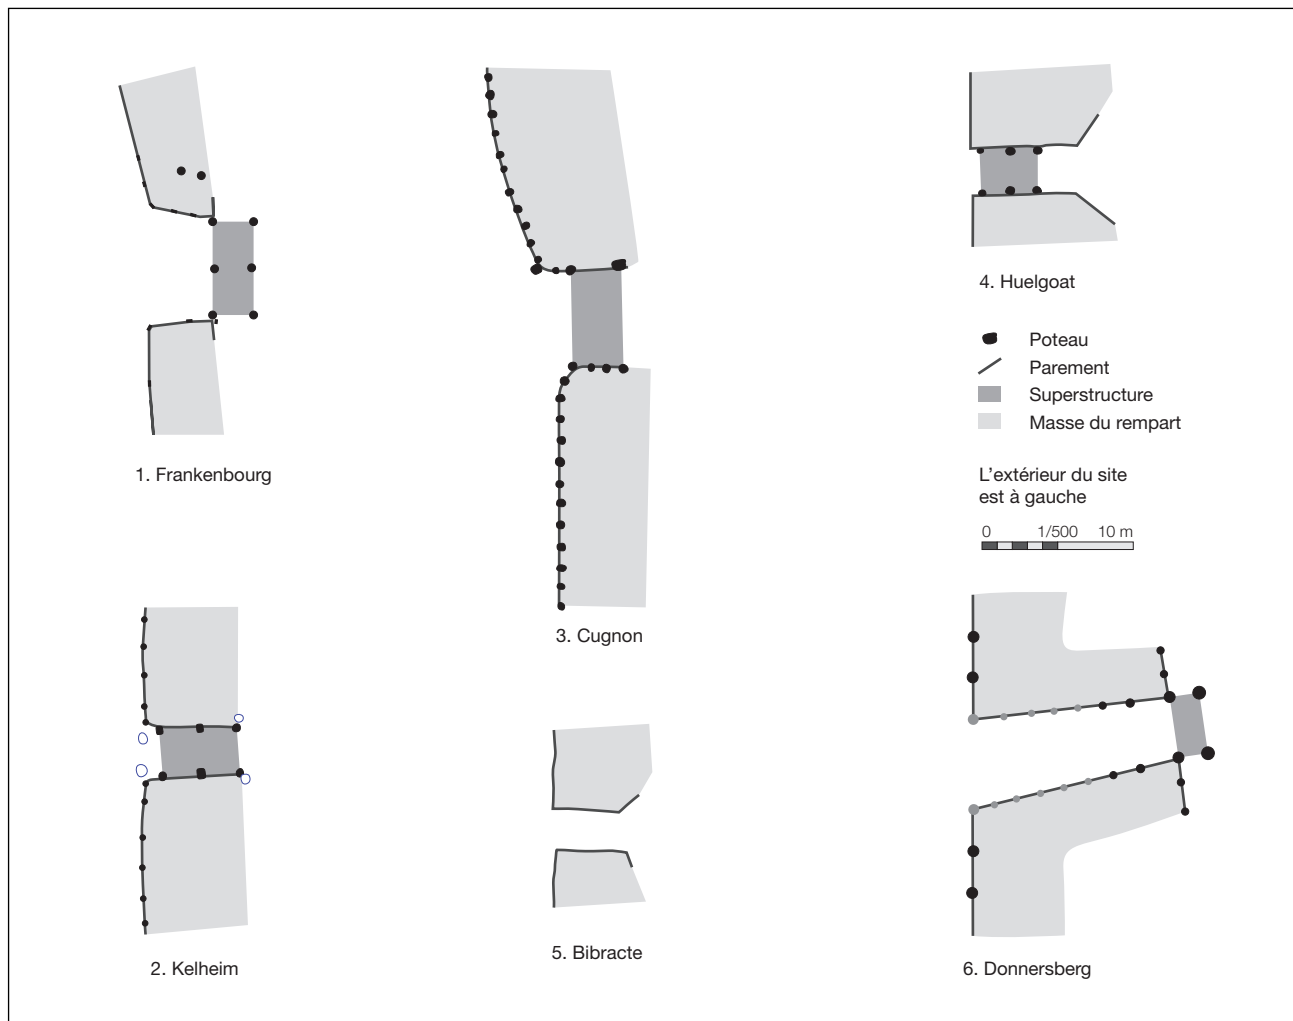 1. Frankenbourg
2. Kelheim
3. Cugnon
5. Bibracte
4. Huelgoat
Poteau
Parement
Superstructure
Masse du rempart
L’extérieur du site
est à gauche
0 1/500 10 m
6. Donnersberg